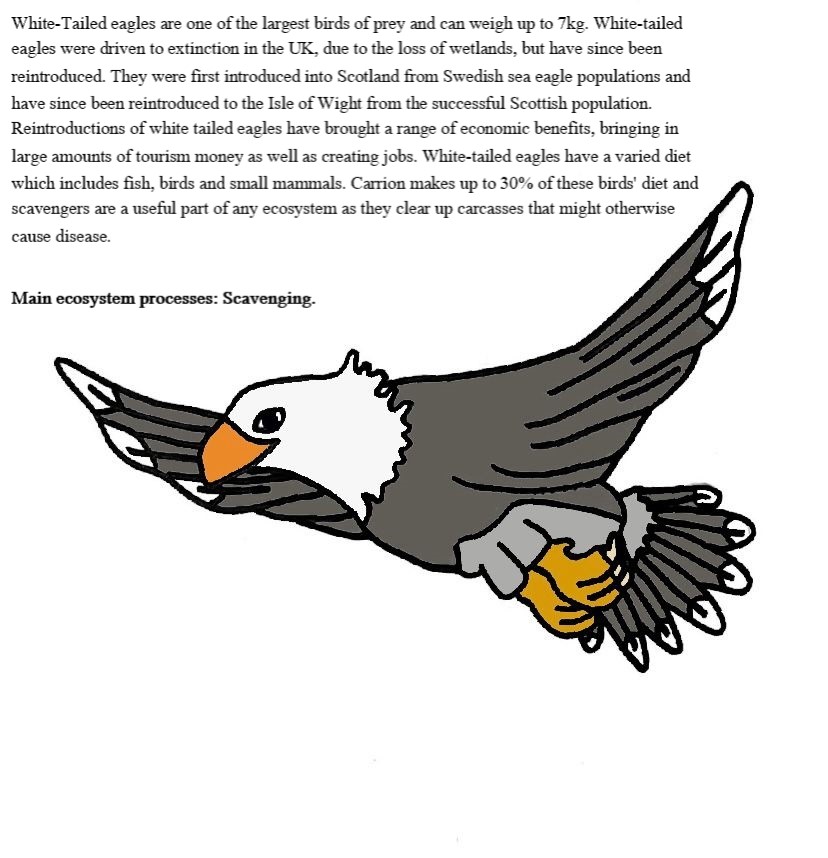 White-Tailed eagles are one of the largest birds of prey and can weigh up to 7kg. White-tailed
eagles were driven to extinction in the UK, due to the loss of wetlands, but have since been
reintroduced. They were first introduced into Scotland from Swedish sea eagle populations and
have since been reintroduced to the Isle of Wight from the successful Scottish population.
Reintroductions of white tailed eagles have brought a range of economic benefits, bringing in
large amounts of tourism money as well as creating jobs. White-tailed eagles have a varied diet
which includes fish, birds and small mammals. Carrion makes up to 30% of these birds' diet and
scavengers are a useful part of any ecosystem as they clear up carcasses that might otherwise
cause disease.
Main ecosystem processes: Scavenging.